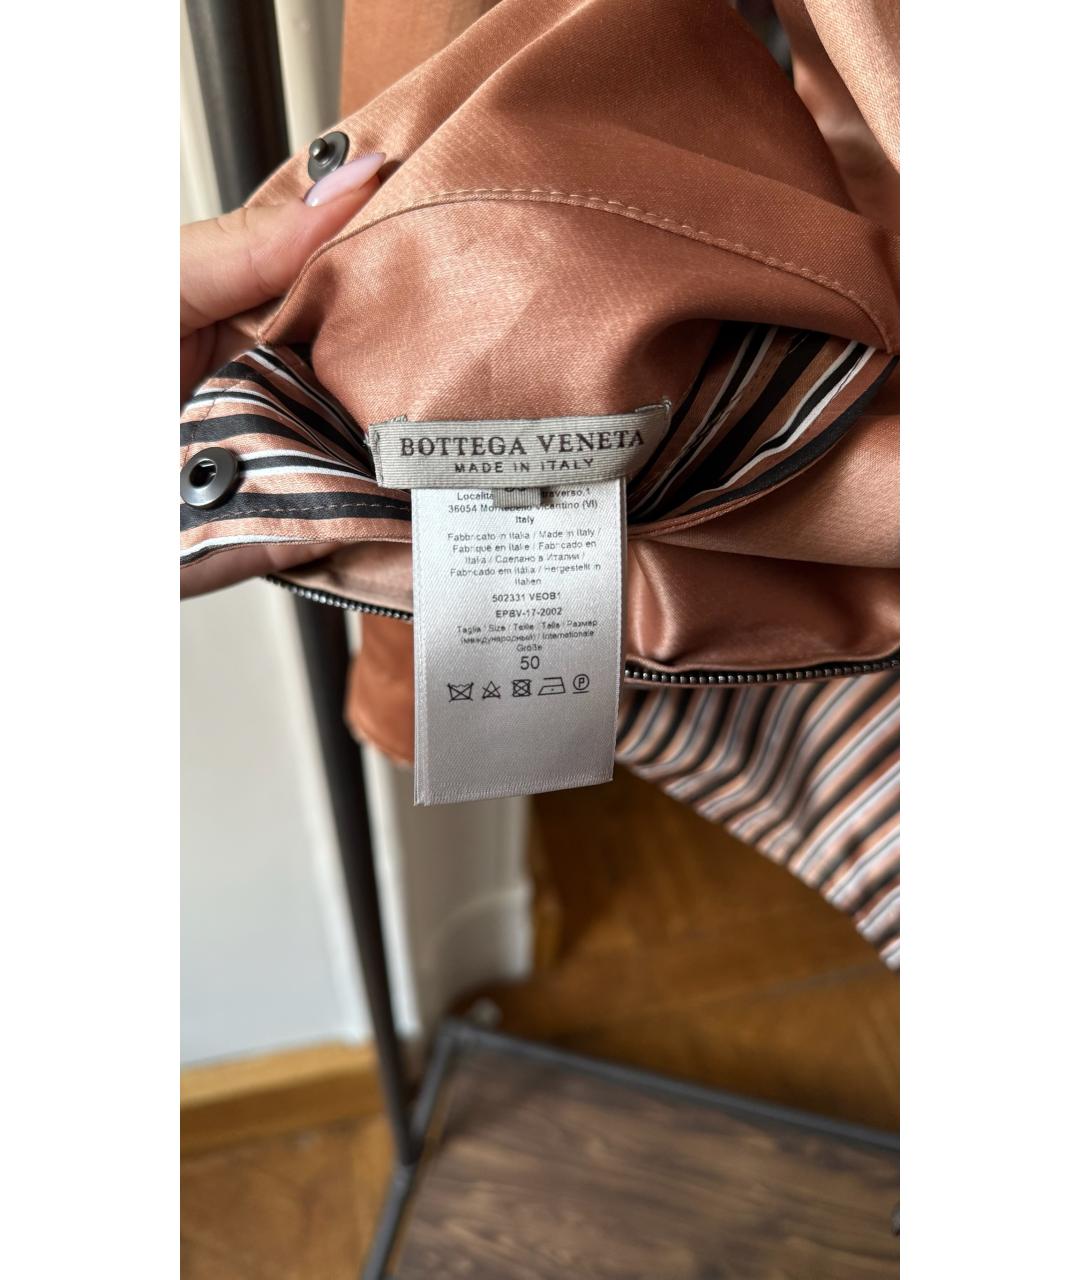 BOTTEGA VENETA
MADE IN ITALY
36054 Vicentino (VI)
Italy
Fabbricato in Italia / Made in Italy /
Fabriqué en Italie / Fabricado en
Italia / Сделано в Италии /
Fabricado em Itália / Hergestellt in
Italien
502331 VEOB1
EPBV-17-2002
Taglia / Size / Taille / Talla / Размер
(международный) / Internationale
Größe
50
P